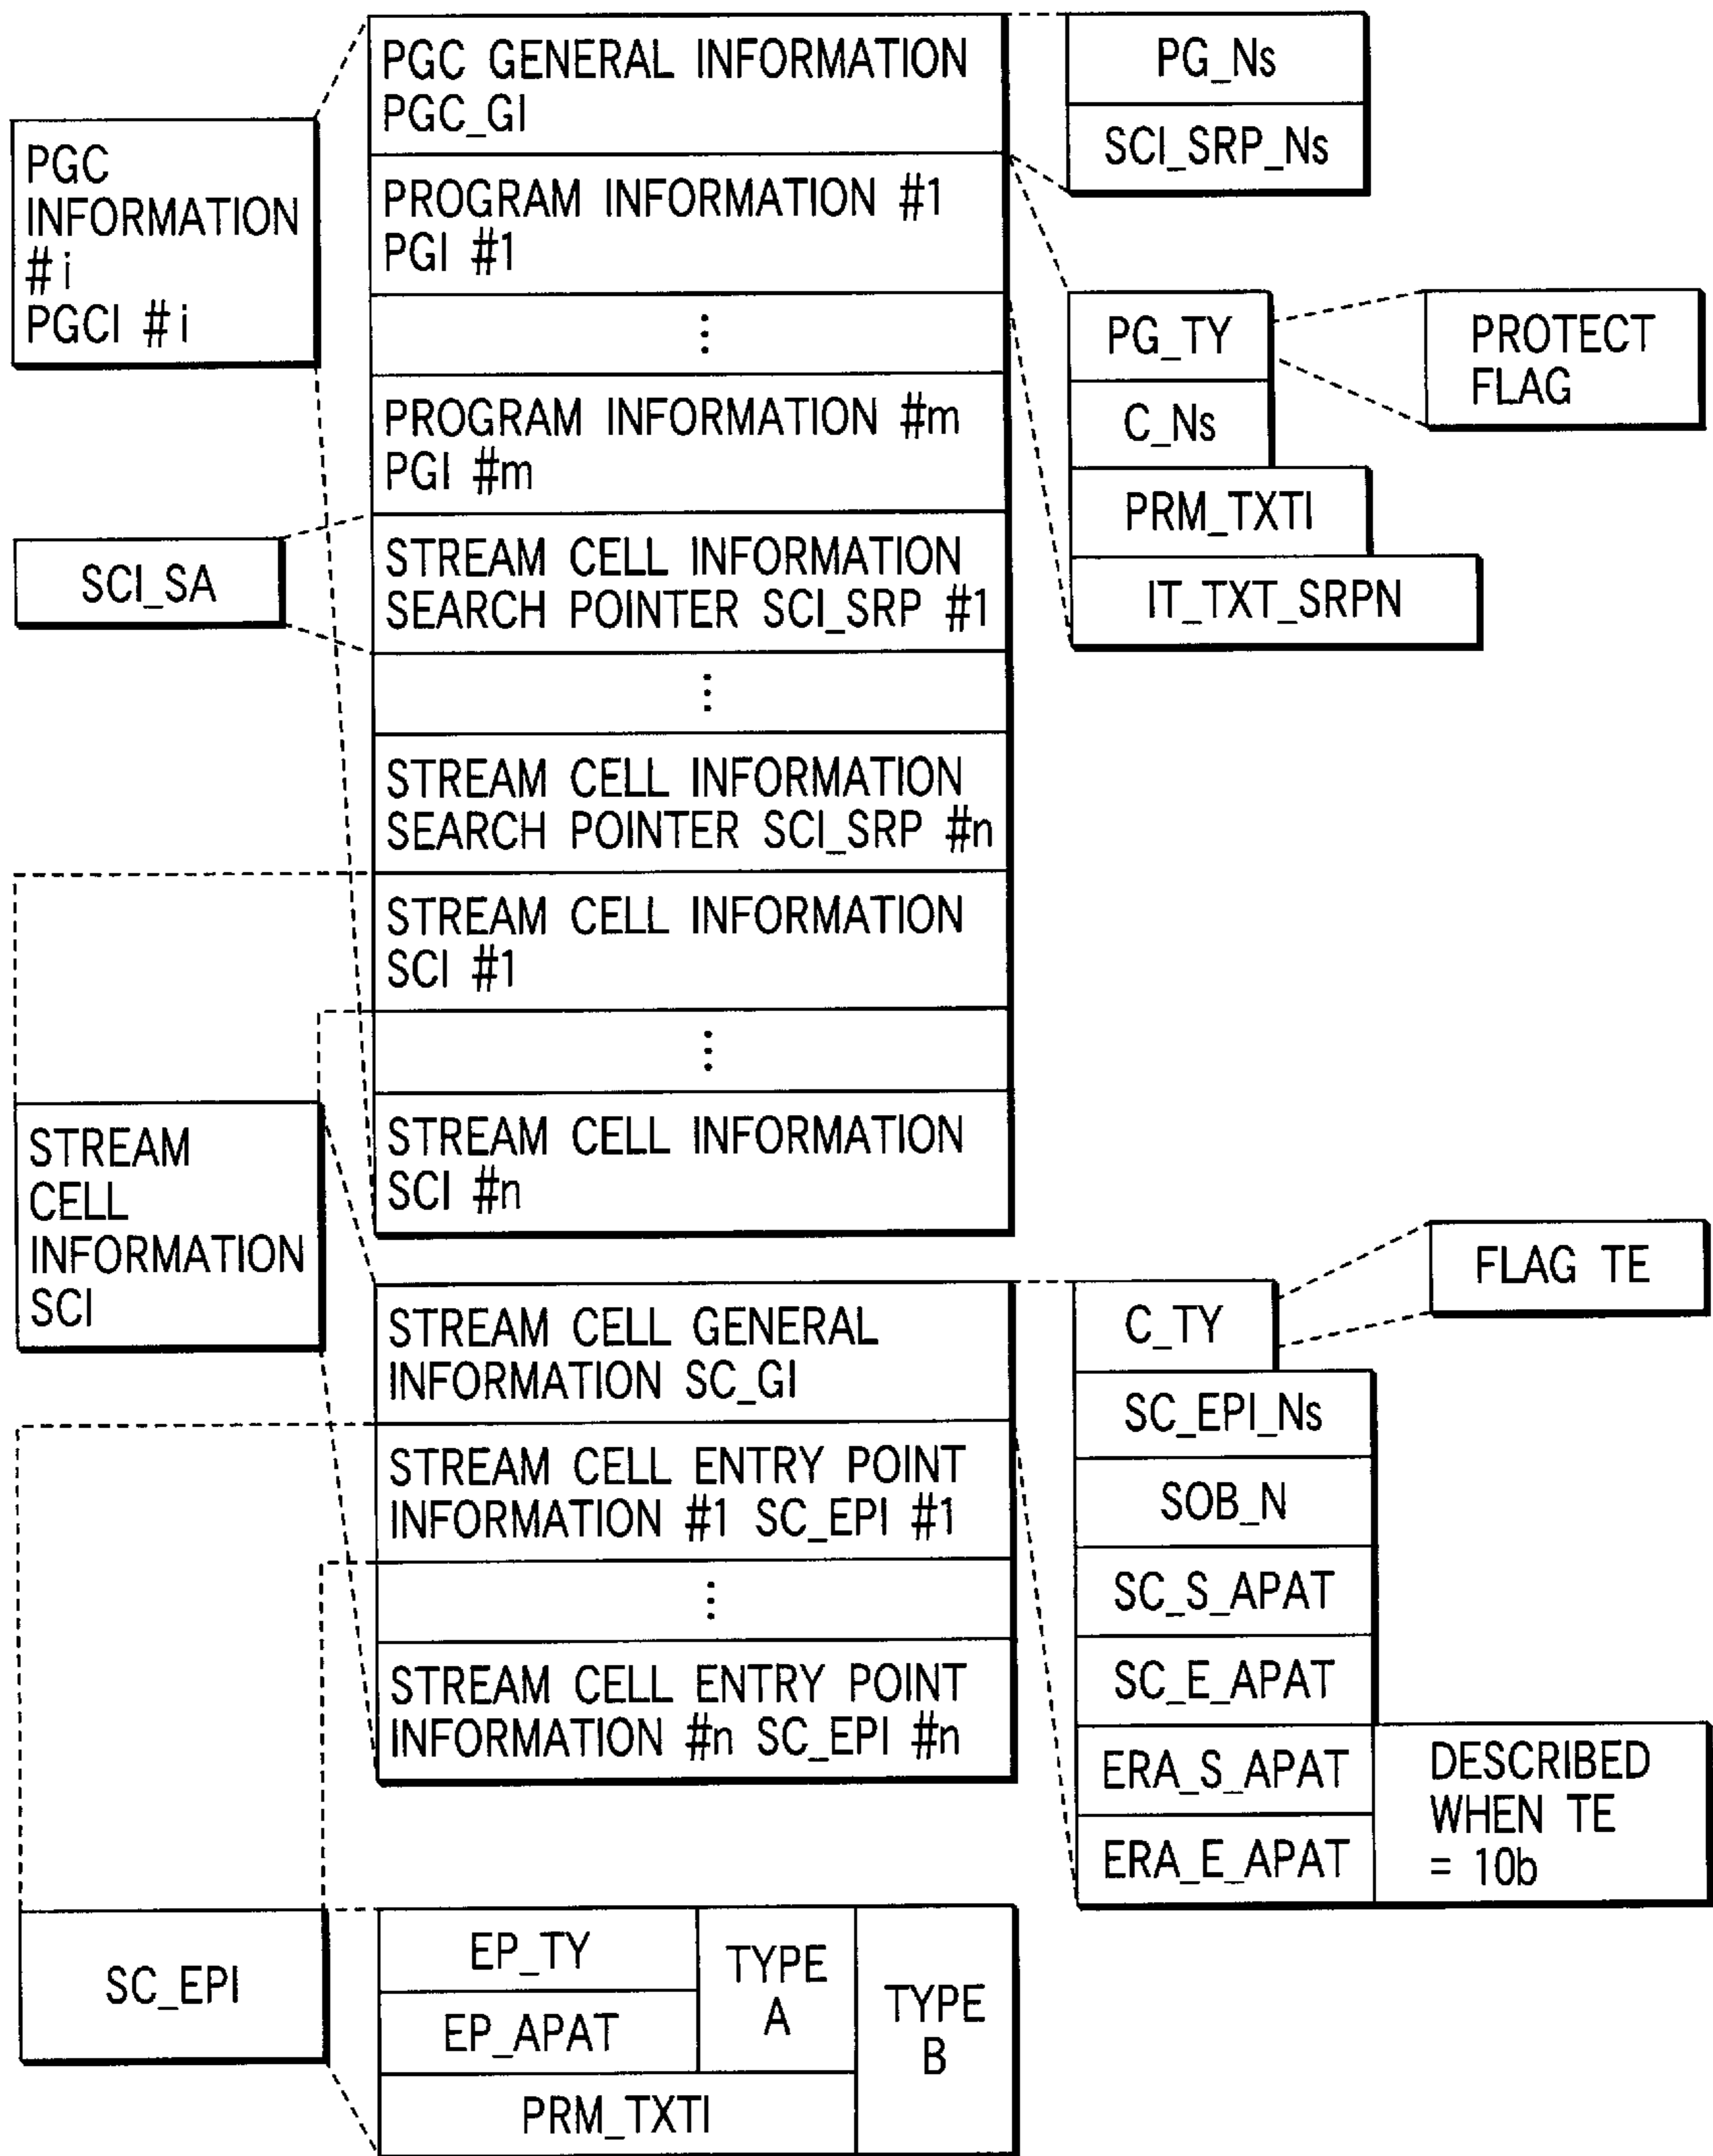 PGC GENERAL INFORMATION
PGC_GI
PG_Ns
SCI_SRP_Ns
PGC
INFORMATION
#i
PGCI #i
PROGRAM INFORMATION #1
PGI #1
⋮
PROGRAM INFORMATION #m
PGI #m
PG_TY
PROTECT
FLAG
C_Ns
PRM_TXTI
IT_TXT_SRPN
SCI_SA
STREAM CELL INFORMATION
SEARCH POINTER SCI_SRP #1
⋮
STREAM CELL INFORMATION
SEARCH POINTER SCI_SRP #n
STREAM CELL INFORMATION
SCI #1
⋮
STREAM CELL INFORMATION
SCI #n
STREAM
CELL
INFORMATION
SCI
STREAM CELL GENERAL
INFORMATION SC_GI
STREAM CELL ENTRY POINT
INFORMATION #1 SC_EPI #1
⋮
STREAM CELL ENTRY POINT
INFORMATION #n SC_EPI #n
C_TY
FLAG TE
SC_EPI_Ns
SOB_N
SC_S_APAT
SC_E_APAT
ERA_S_APAT
ERA_E_APAT
DESCRIBED
WHEN TE
= 10b
SC_EPI
EP_TY
EP_APAT
PRM_TXTI
TYPE
A
TYPE
B